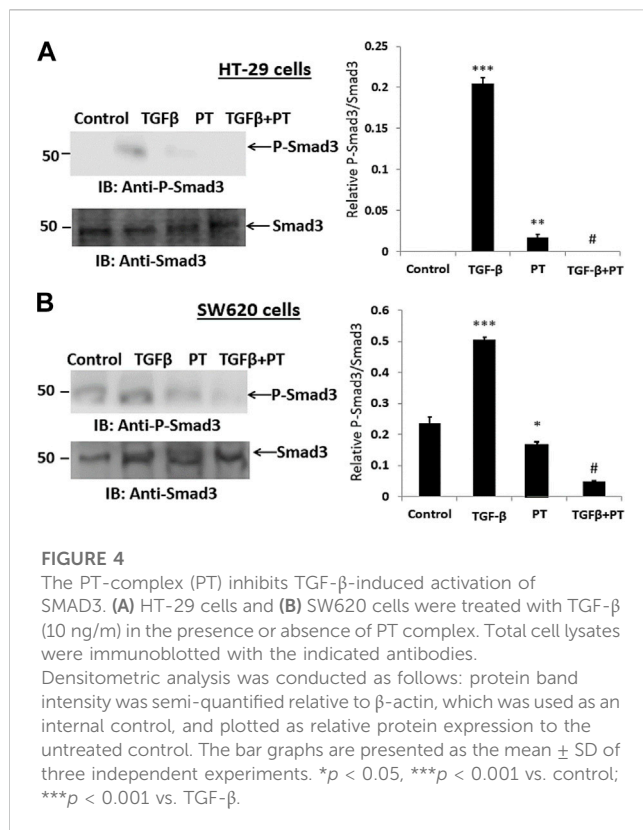 A
HT-29 cells
Control TGFβ PT TGFβ+PT
50
P-Smad3
IB: Anti-P-Smad3
50
Smad3
IB: Anti-Smad3
Relative P-Smad3/Smad3
0.25
0.2
0.15
0.1
0.05
0
***
**
#
Control TGF-β PT TGF-β+PT
B
SW620 cells
Control TGFβ PT TGFβ+PT
50
P-Smad3
IB: Anti-P-Smad3
50
Smad3
IB: Anti-Smad3
Relative P-Smad3/Smad3
0.6
0.5
0.4
0.3
0.2
0.1
0
***
*
#
Control TGF-β PT TGFβ+PT
FIGURE 4
The PT-complex (PT) inhibits TGF-β-induced activation of
SMAD3. (A) HT-29 cells and (B) SW620 cells were treated with TGF-β
(10 ng/m) in the presence or absence of PT complex. Total cell lysates
were immunoblotted with the indicated antibodies.
Densitometric analysis was conducted as follows: protein band
intensity was semi-quantified relative to β-actin, which was used as an
internal control, and plotted as relative protein expression to the
untreated control. The bar graphs are presented as the mean ± SD of
three independent experiments. *p < 0.05, ***p < 0.001 vs. control;
***p < 0.001 vs. TGF-β.